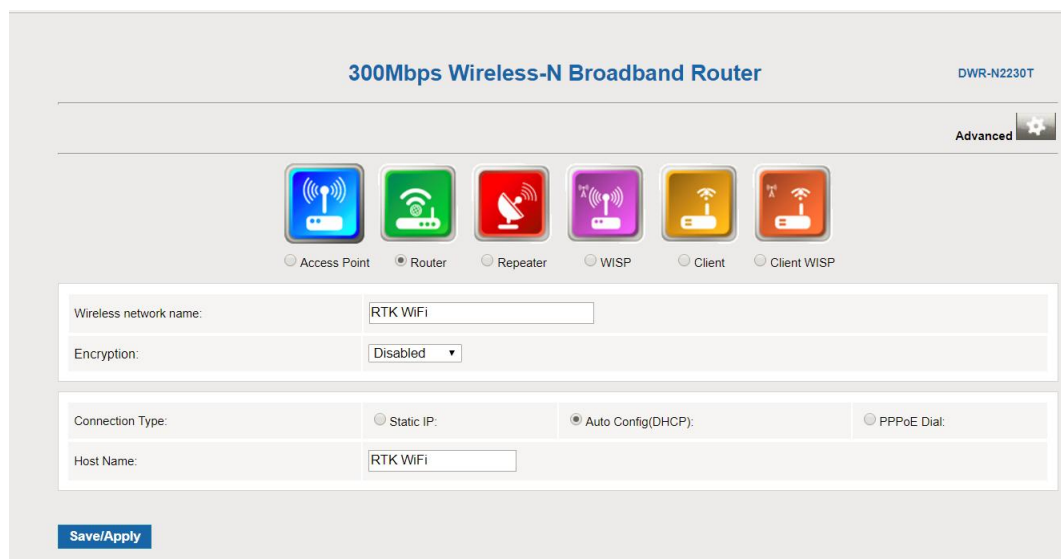 300Mbps Wireless-N Broadband Router DWR-N2230T
Advanced
Access Point Router Repeater WISP Client Client WISP
Wireless network name: RTK WiFi
Encryption: Disabled
Connection Type: Static IP: Auto Config(DHCP): PPPoE Dial:
Host Name: RTK WiFi
Save/Apply